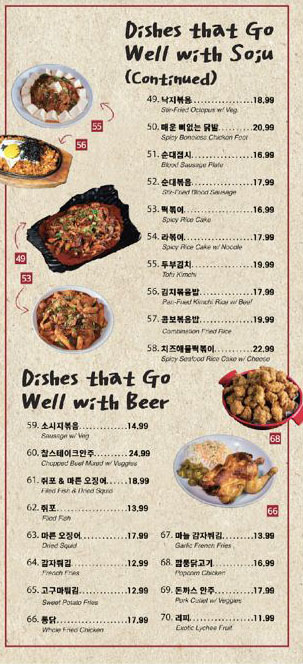 Dishes that Go
Well with Soju
(Continued)
49. 낙지볶음..............18.99
Stir-Fried Octopus w/ Veg
50. 매운 뼈없는 닭발.........20.99
Spicy Boneless Chicken Foot
51. 순대접시..............16.99
Blood Sausage Plate
52. 순대볶음..............17.99
Stir-Fried Blood Sausage
53. 떡볶이................16.99
Spicy Rice Cake
54. 라볶이................17.99
Spicy Rice Cake w/ Noodle
55. 두부김치..............19.99
Tofu Kimchi
56. 김치볶음밥............17.99
Pan-Fried Kimchi Rice w/ Beef
57. 콤보볶음밥............19.99
Combination Fried Rice
58. 치즈해물떡볶이........22.99
Spicy Seafood Rice Cake w/ Cheese
55
56
49
53
Dishes that Go
Well with Beer
59. 소시지볶음............14.99
Sausage w/ Veg
60. 찹스테이크안주........24.99
Chopped Beef Mixed w/ Veggies
61. 쥐포 & 마른 오징어.....18.99
Filed Fish & Dried Squid
62. 쥐포..................13.99
Filed Fish
63. 마른 오징어...........17.99
Dried Squid
64. 감자튀김..............12.99
French Fries
65. 고구마튀김............12.99
Sweet Potato Fries
66. 통닭..................17.99
Whole Fried Chicken
68
66
67. 마늘 감자튀김.........13.99
Garlic French Fries
68. 깐풍닭고기............16.99
Popcorn Chicken
69. 돈까스 안주...........17.99
Pork Cutlet w/ Veggies
70. 레피..................11.99
Exotic Lychee Fruit